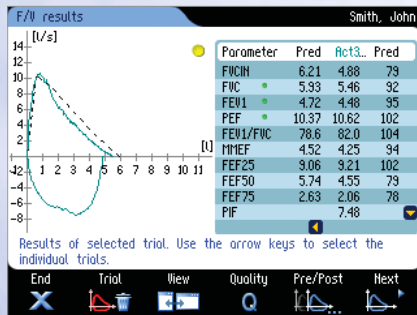 F/V results Smith, John
[l/s]
14
12
10
8
6
4
2
1 2 3 4 5 6 7 8 9 10 11
[l]
-2
-4
-6
-8
Parameter Pred Act3... Pred
FVCIN 6.21 4.88 79
FVC 5.93 5.46 92
FEV1 4.72 4.48 95
PEF 10.37 10.62 102
FEV1/FVC 78.6 82.0 104
MMEF 4.52 4.25 94
FEF25 9.06 9.21 102
FEF50 5.74 4.55 79
FEF75 2.63 2.06 78
PIF 7.48
Results of selected trial. Use the arrow keys to select the
individual trials.
End Trial View Quality Pre/Post Next
Q